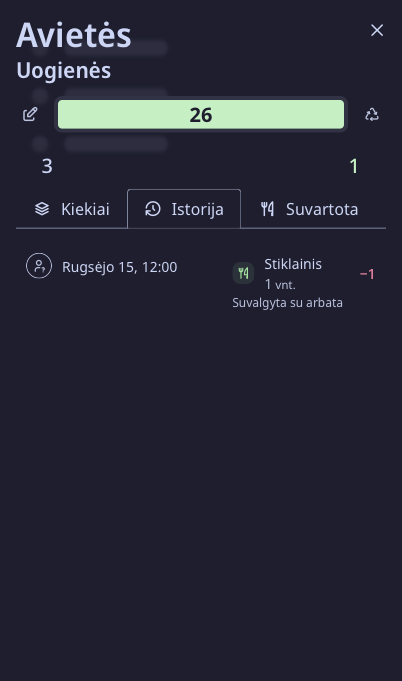 Avietės
Uogienės
26
3 1
Kiekiai Istorija Suvartota
Rugsėjo 15, 12:00 Stiklainis −1
1 vnt.
Suvalgyta su arbata